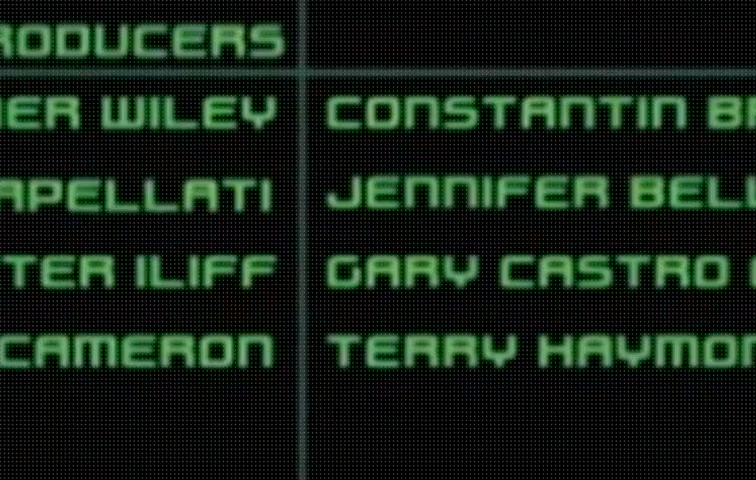 RODUCERS
ER WILEY CONSTANTIN
APELLATI JENNIFER BELL
TER ILIFF GARY CASTRO
CAMERON TERRY HAYMON